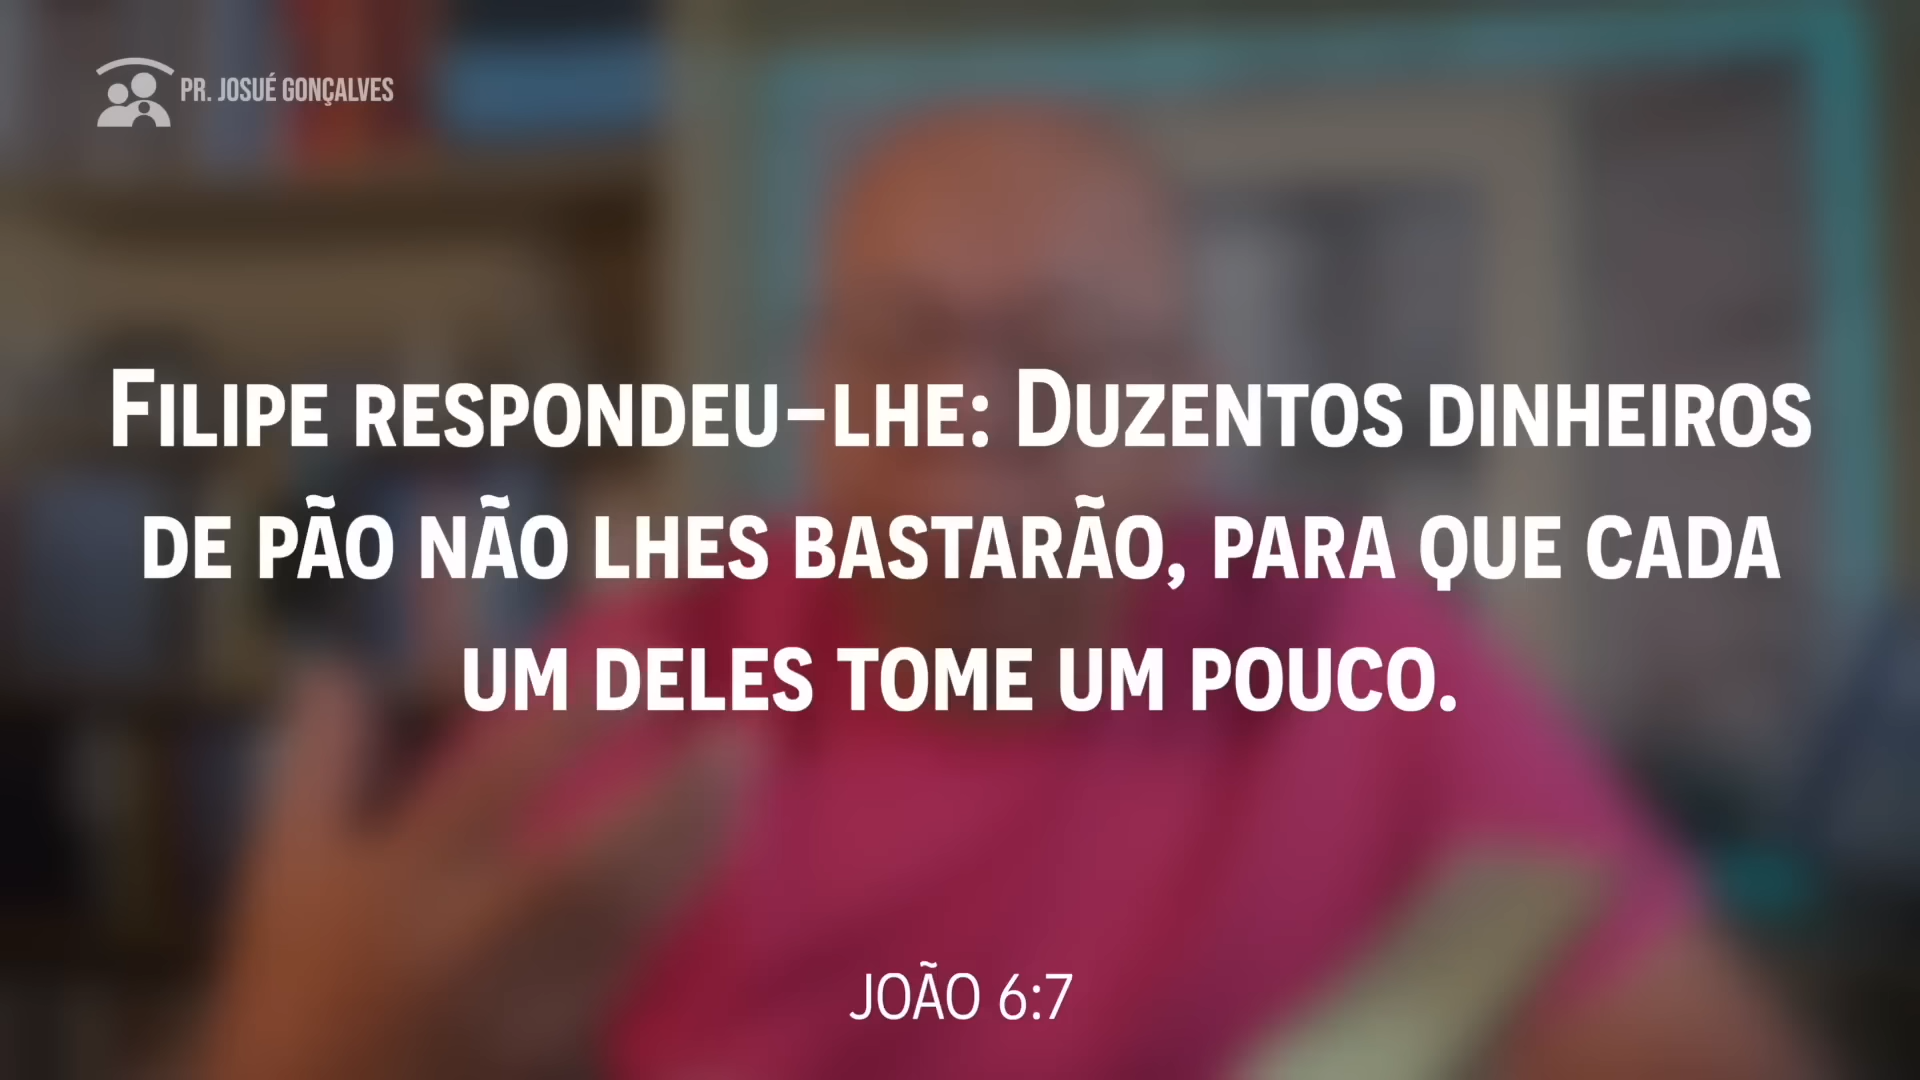 PR. JOSUÉ GONÇALVES
FILIPE RESPONDEU-LHE: DUZENTOS DINHEIROS
DE PÃO NÃO LHES BASTARÃO, PARA QUE CADA
UM DELES TOME UM POUCO.
JOÃO 6:7